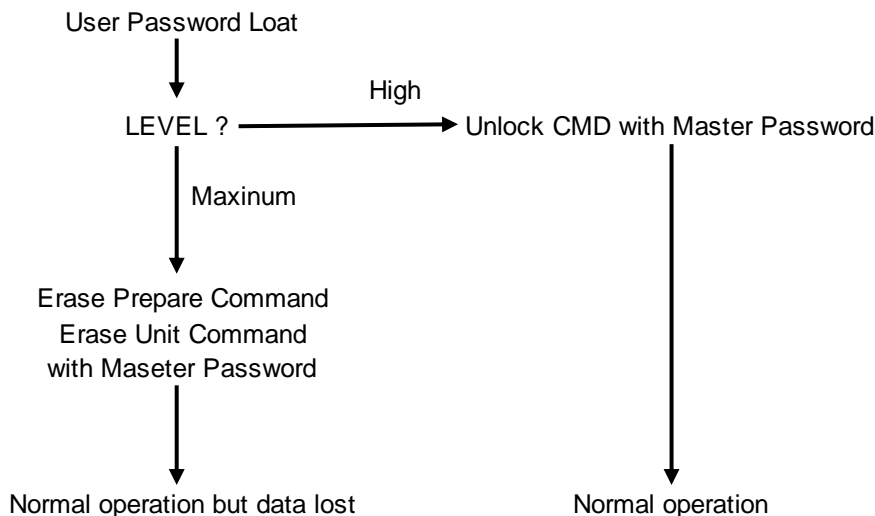 User Password Loat
High
LEVEL ?
Unlock CMD with Master Password
Maxinum
Erase Prepare Command
Erase Unit Command
with Maseter Password
Normal operation but data lost
Normal operation